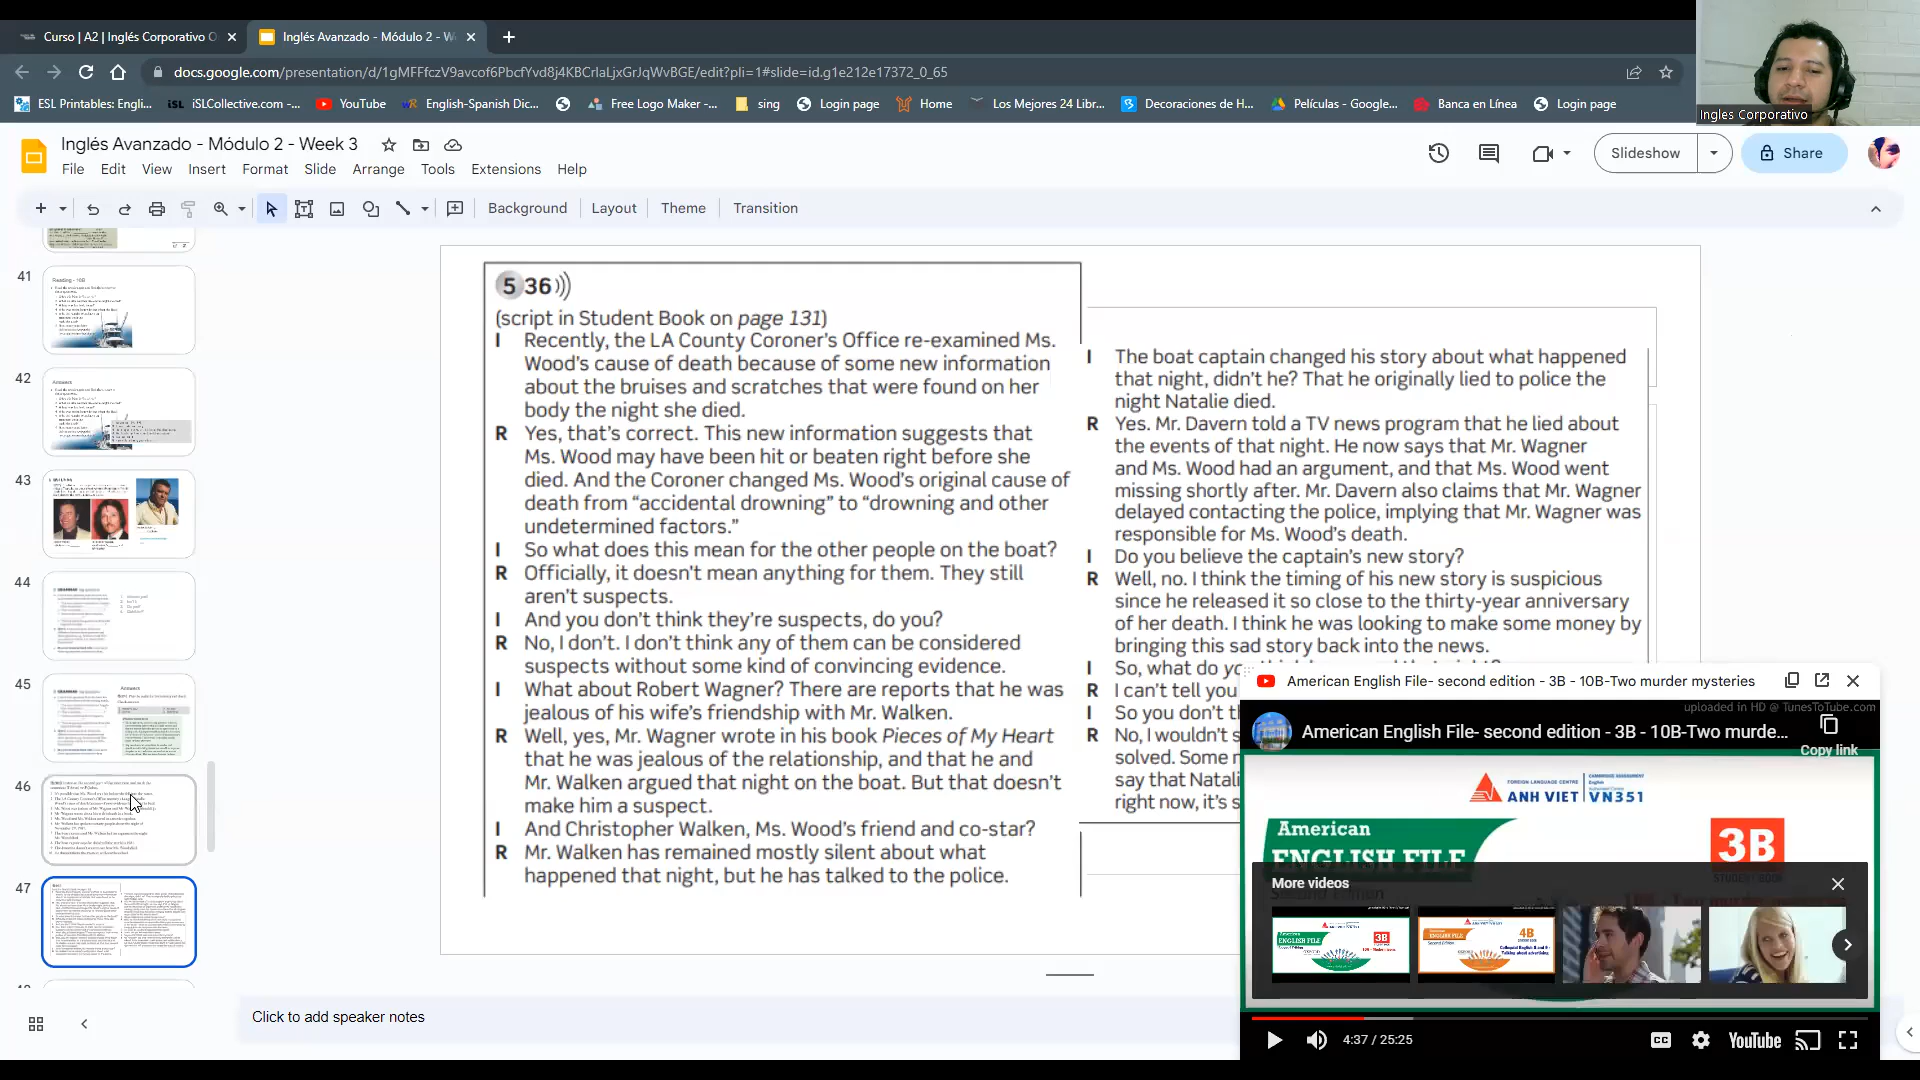 Curso | A2 | Inglés Corporativo O
Inglés Avanzado - Módulo 2 - W
docs.google.com/presentation/d/1gMFFfczV9avcof6PbcfYvd8j4KBCrlaLjxGrJqWvBGE/edit?pli=1#slide=id.g1e212e17372_0_65
ESL Printables: Engli...
iSLCollective.com -...
YouTube
English-Spanish Dic...
Free Logo Maker -...
sing
Login page
Home
Los Mejores 24 Libr...
Decoraciones de H...
Películas - Google...
Banca en Línea
Login page
Ingles Corporativo
Inglés Avanzado - Módulo 2 - Week 3
File Edit View Insert Format Slide Arrange Tools Extensions Help
Slideshow
Share
Background
Layout
Theme
Transition
41
42
43
44
45
46
47
5 36
(script in Student Book on page 131)
I Recently, the LA County Coroner's Office re-examined Ms.
Wood's cause of death because of some new information
about the bruises and scratches that were found on her
body the night she died.
R Yes, that's correct. This new information suggests that
Ms. Wood may have been hit or beaten right before she
died. And the Coroner changed Ms. Wood's original cause of
death from “accidental drowning” to “drowning and other
undetermined factors.”
I So what does this mean for the other people on the boat?
R Officially, it doesn't mean anything for them. They still
aren't suspects.
I And you don't think they're suspects, do you?
R No, I don't. I don't think any of them can be considered
suspects without some kind of convincing evidence.
I What about Robert Wagner? There are reports that he was
jealous of his wife's friendship with Mr. Walken.
R Well, yes, Mr. Wagner wrote in his book Pieces of My Heart
that he was jealous of the relationship, and that he and
Mr. Walken argued that night on the boat. But that doesn't
make him a suspect.
I And Christopher Walken, Ms. Wood's friend and co-star?
R Mr. Walken has remained mostly silent about what
happened that night, but he has talked to the police.
I The boat captain changed his story about what happened
that night, didn't he? That he originally lied to police the
night Natalie died.
R Yes. Mr. Davern told a TV news program that he lied about
the events of that night. He now says that Mr. Wagner
and Ms. Wood had an argument, and that Ms. Wood went
missing shortly after. Mr. Davern also claims that Mr. Wagner
delayed contacting the police, implying that Mr. Wagner was
responsible for Ms. Wood's death.
I Do you believe the captain's new story?
R Well, no. I think the timing of his new story is suspicious
since he released it so close to the thirty-year anniversary
of her death. I think he was looking to make some money by
bringing this sad story back into the news.
I So, what do yo
R I can't tell you
I So you don't t
R No, I wouldn't s
solved. Some r
say that Natali
right now, it's s
American English File- second edition - 3B - 10B-Two murder mysteries
uploaded in HD @ TunesToTube.com
American English File- second edition - 3B - 10B-Two murde...
Copy link
FOREIGN LANGUAGE CENTRE
ANH VIET
CAMBRIDGE ASSESSMENT
English
VN351
American
ENGLISH FILE
3B
More videos
4:37 / 25:25
CC
YouTube
Click to add speaker notes